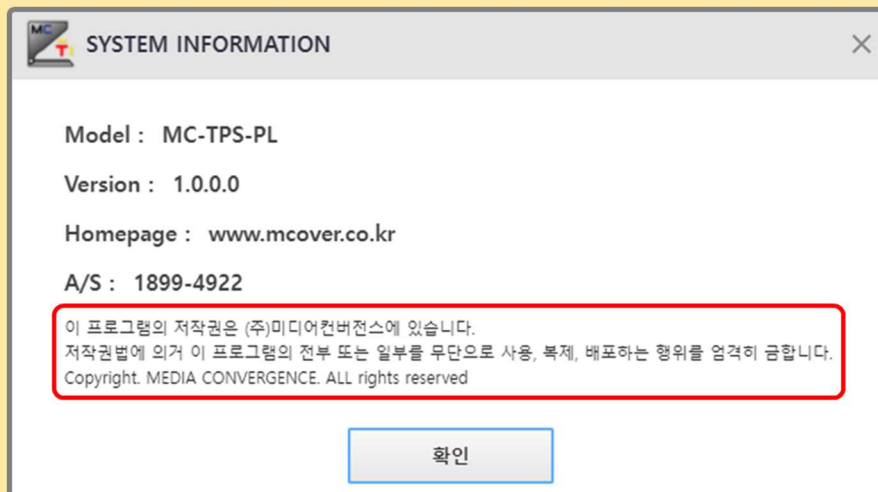 MC
T
SYSTEM INFORMATION
Model : MC-TPS-PL
Version : 1.0.0.0
Homepage : www.mcover.co.kr
A/S : 1899-4922
이 프로그램의 저작권은 (주)미디어컨버전스에 있습니다.
저작권법에 의거 이 프로그램의 전부 또는 일부를 무단으로 사용, 복제, 배포하는 행위를 엄격히 금합니다.
Copyright. MEDIA CONVERGENCE. ALL rights reserved
확인